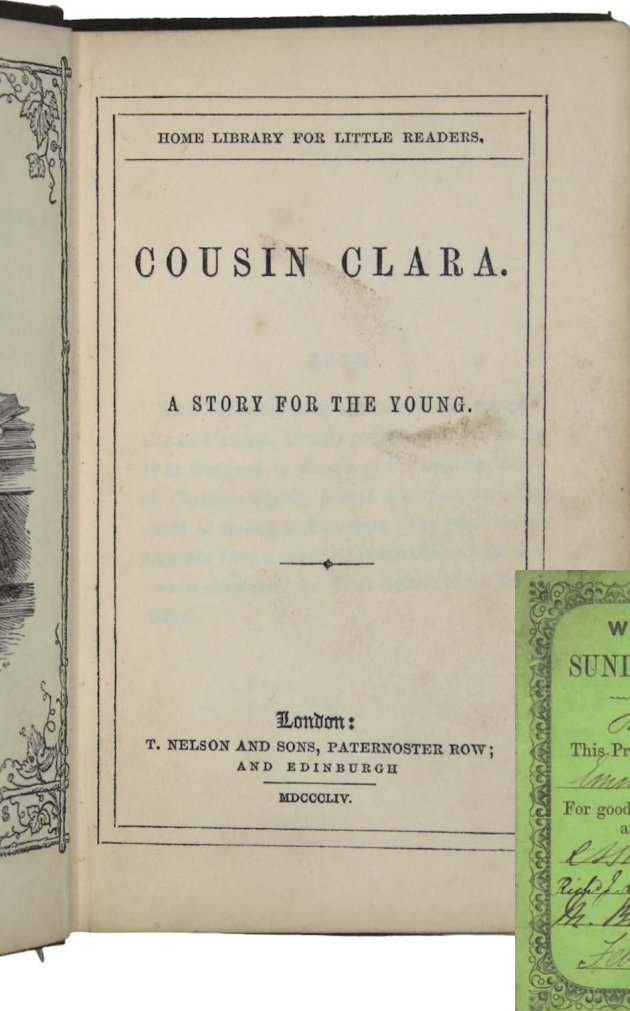 HOME LIBRARY FOR LITTLE READERS.
COUSIN CLARA.
A STORY FOR THE YOUNG.
London:
T. NELSON AND SONS, PATERNOSTER ROW;
AND EDINBURGH
MDCCCLIV.
W
SUN
This Pr
For good
a